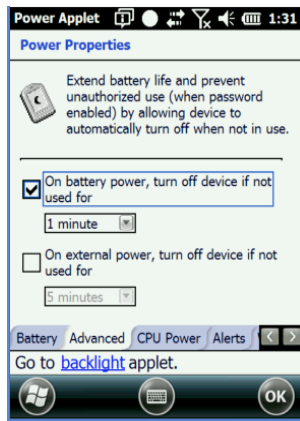 Power Applet 1:31
Power Properties
Extend battery life and prevent
unauthorized use (when password
enabled) by allowing device to
automatically turn off when not in use.
On battery power, turn off device if not
used for
1 minute
On external power, turn off device if not
used for
5 minutes
Battery Advanced CPU Power Alerts
Go to backlight applet.
OK